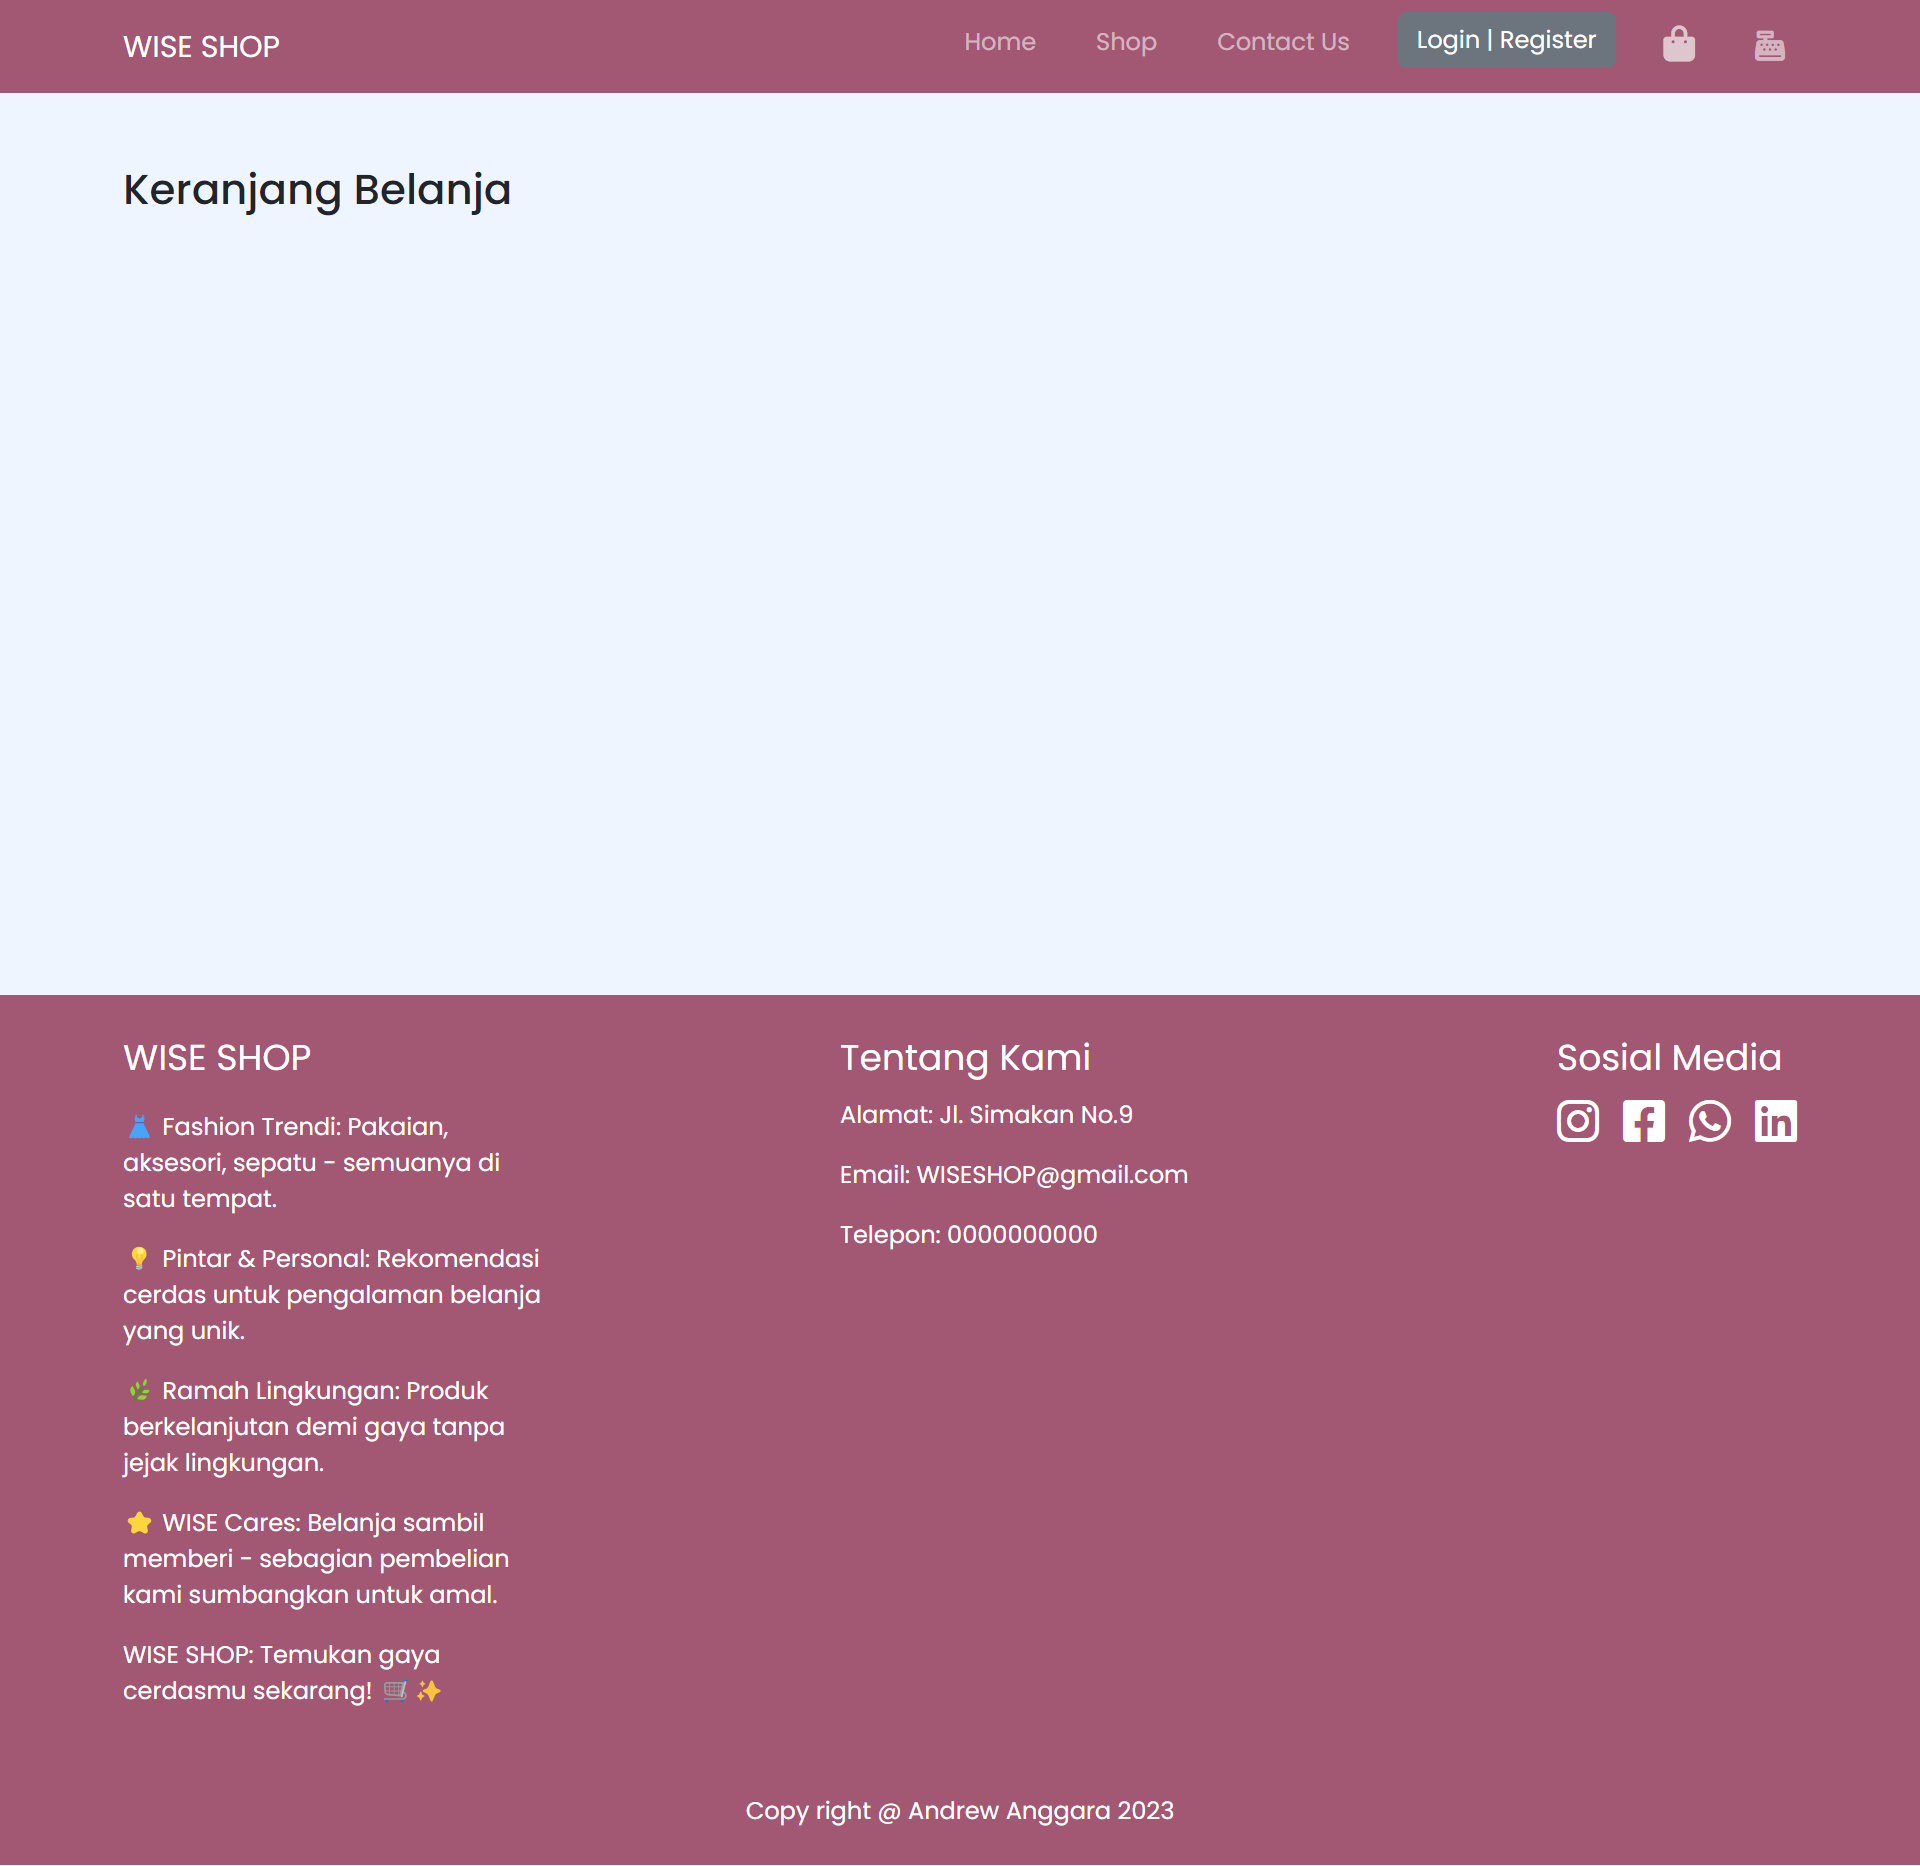 WISE SHOP
Home
Shop
Contact Us
Login | Register
Keranjang Belanja
WISE SHOP
👗 Fashion Trendi: Pakaian,
aksesori, sepatu - semuanya di
satu tempat.
💡 Pintar & Personal: Rekomendasi
cerdas untuk pengalaman belanja
yang unik.
🌿 Ramah Lingkungan: Produk
berkelanjutan demi gaya tanpa
jejak lingkungan.
⭐ WISE Cares: Belanja sambil
memberi - sebagian pembelian
kami sumbangkan untuk amal.
WISE SHOP: Temukan gaya
cerdasmu sekarang! 🛒✨
Tentang Kami
Alamat: Jl. Simakan No.9
Email: WISESHOP@gmail.com
Telepon: 0000000000
Sosial Media
Copy right @ Andrew Anggara 2023